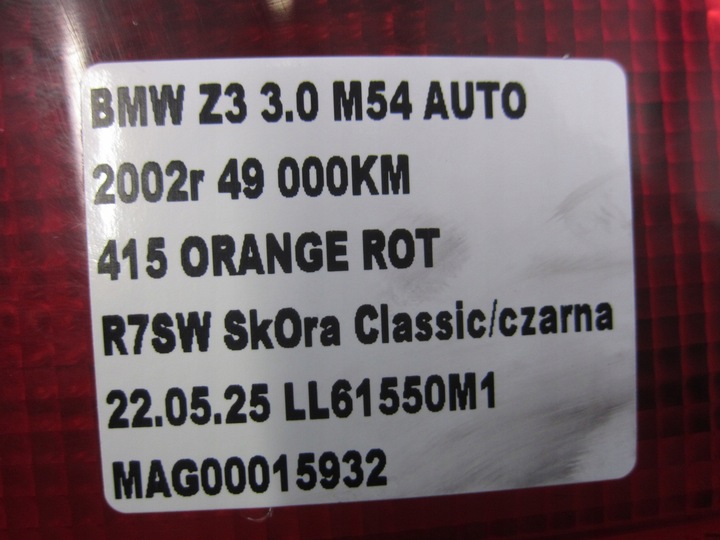 BMW Z3 3.0 M54 AUTO
2002r 49 000KM
415 ORANGE ROT
R7SW SkOra Classic/czarna
22.05.25 LL61550M1
MAG00015932